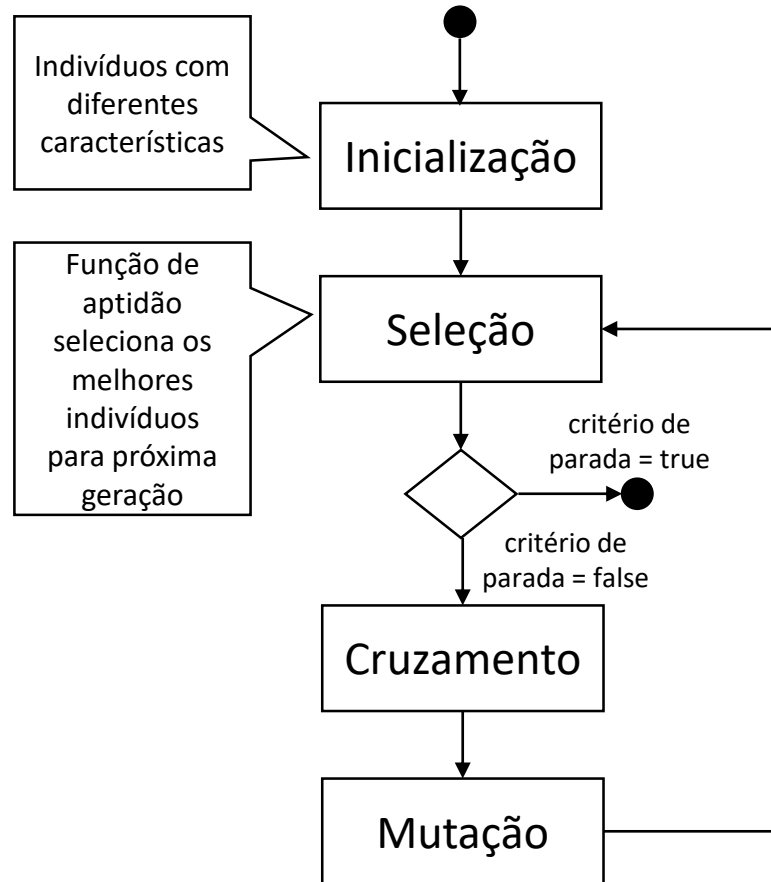 Indivíduos com
diferentes
características
Inicialização
Função de
aptidão
seleciona os
melhores
indivíduos
para próxima
geração
Seleção
critério de
parada = true
critério de
parada = false
Cruzamento
Mutação